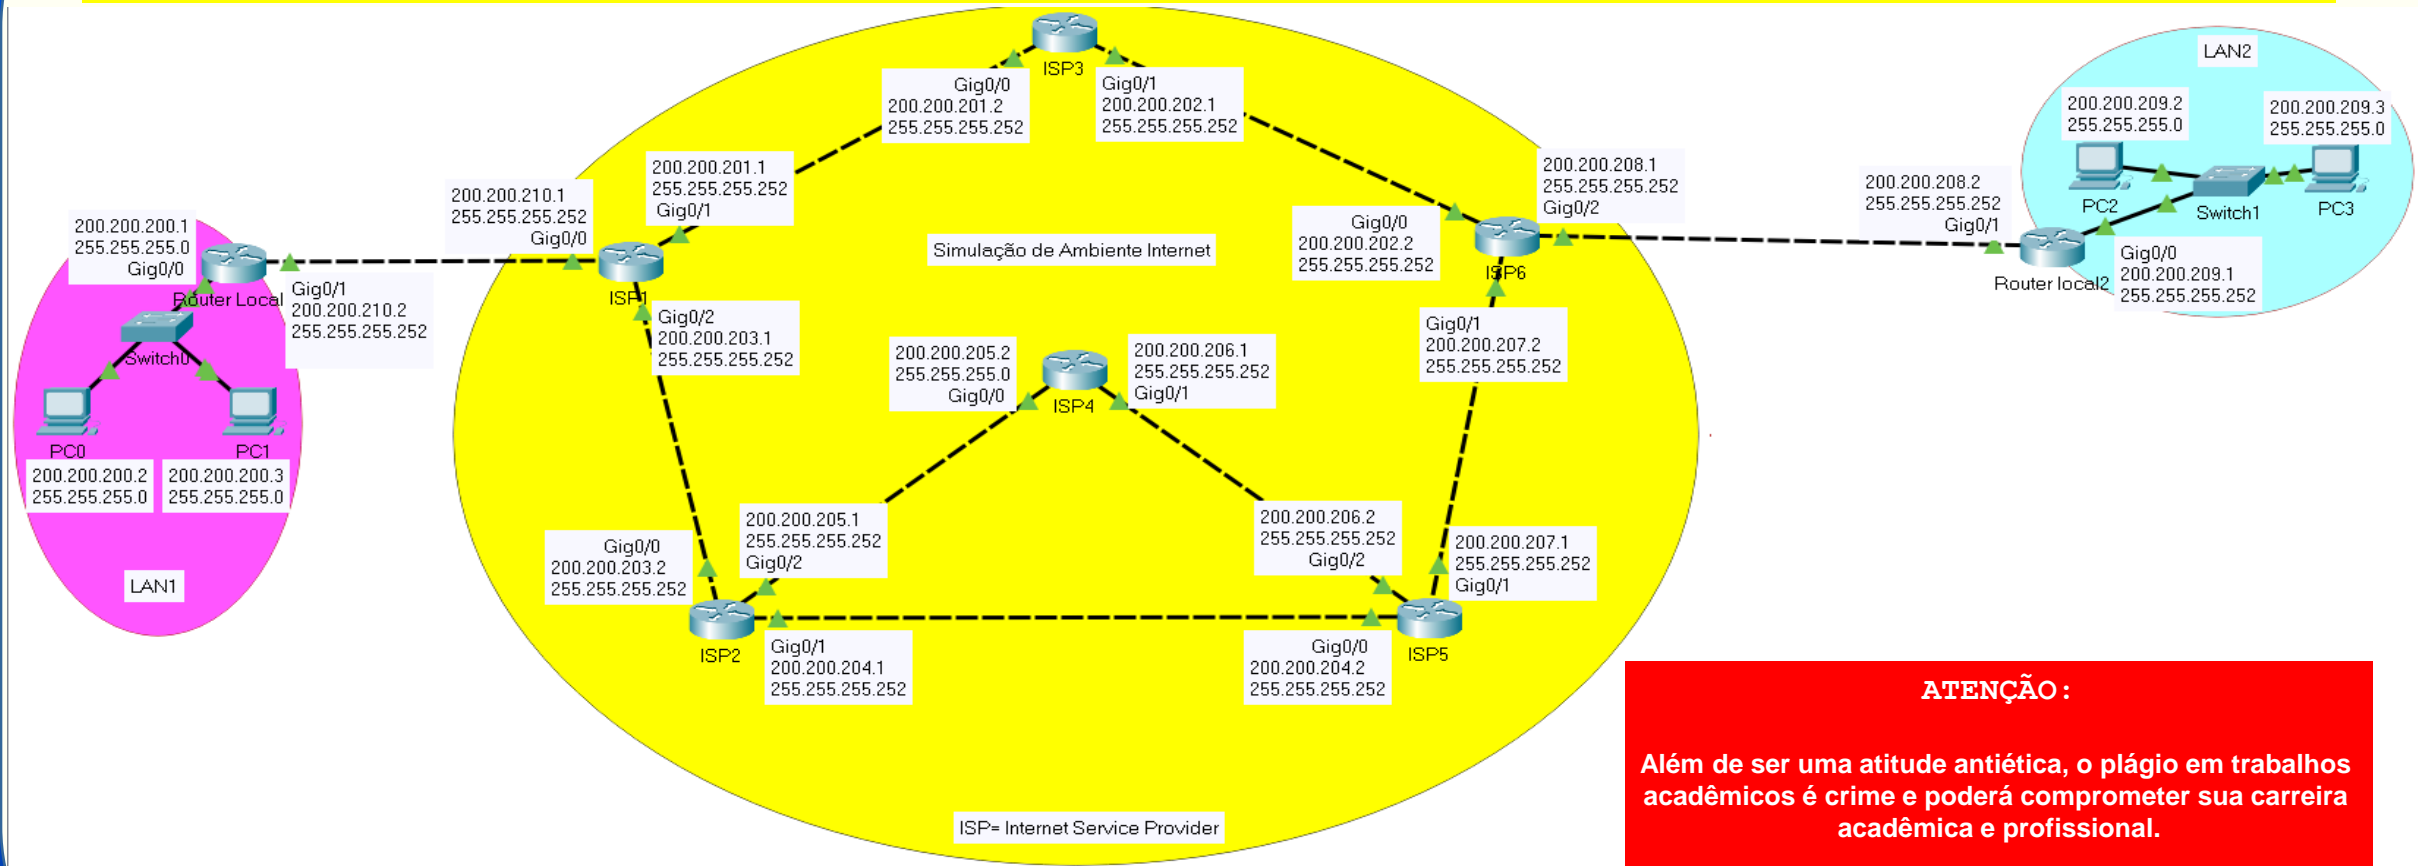 ISP3
Gig0/0
200.200.201.2
255.255.255.252
Gig0/1
200.200.202.1
255.255.255.252
LAN2
200.200.209.2
255.255.255.0
200.200.209.3
255.255.255.0
PC2
Switch1
PC3
200.200.201.1
255.255.255.252
Gig0/1
200.200.210.1
255.255.255.252
Gig0/0
200.200.208.1
255.255.255.252
Gig0/2
200.200.208.2
255.255.255.252
Gig0/1
200.200.200.1
255.255.255.0
Gig0/0
Router Local
Gig0/1
200.200.210.2
255.255.255.252
ISP1
Simulação de Ambiente Internet
Gig0/0
200.200.202.2
255.255.255.252
ISP6
Router local2
Gig0/0
200.200.209.1
255.255.255.252
Switch0
Gig0/2
200.200.203.1
255.255.255.252
200.200.205.2
255.255.255.0
Gig0/0
ISP4
200.200.206.1
255.255.255.252
Gig0/1
Gig0/1
200.200.207.2
255.255.255.252
PC0
PC1
200.200.200.2
255.255.255.0
200.200.200.3
255.255.255.0
LAN1
Gig0/0
200.200.203.2
255.255.255.252
200.200.205.1
255.255.255.252
Gig0/2
200.200.206.2
255.255.255.252
Gig0/2
200.200.207.1
255.255.255.252
Gig0/1
ISP2
Gig0/1
200.200.204.1
255.255.255.252
Gig0/0
200.200.204.2
255.255.255.252
ISP5
ISP= Internet Service Provider
ATENÇÃO:
Além de ser uma atitude antiética, o plágio em trabalhos
acadêmicos é crime e poderá comprometer sua carreira
acadêmica e profissional.